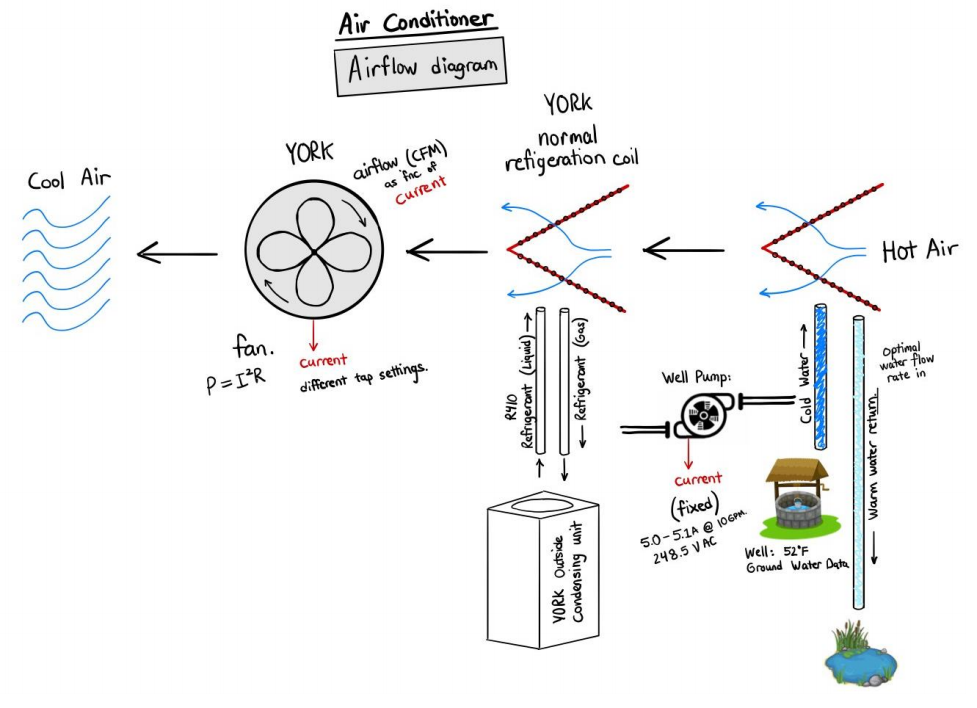 Air Conditioner
Airflow diagram
Cool Air
YORK
airflow (CFM)
as fnc of
current
fan.
P = I²R
current
different tap settings.
YORK
normal
refigeration coil
Hot Air
R410
Refrigerant (Liquid)
Refrigerant (Gas)
YORK Outside
Condensing unit
Well Pump:
current
(fixed)
5.0-5.1A @ 10GPM.
248.5 VAC
Cold Water
Optimal
water flow
rate in
Warm water return.
Well: 52°F
Ground Water Data